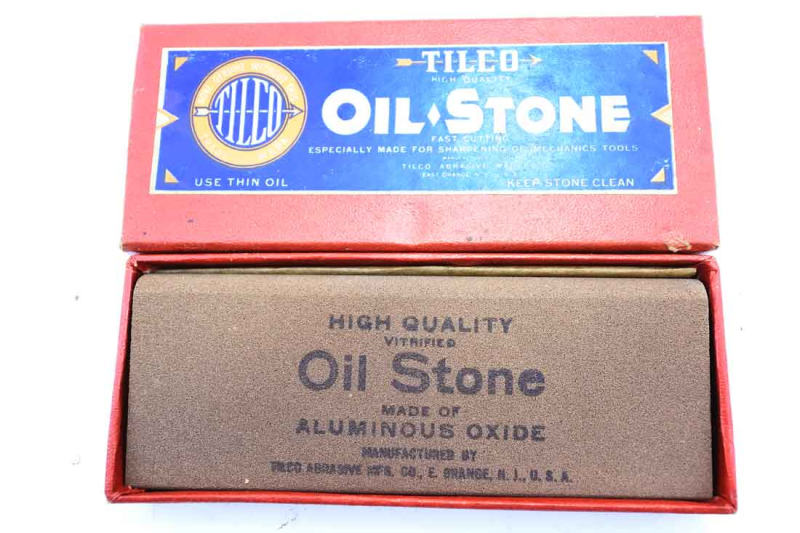 TILCO
HIGH QUALITY
OIL STONE
FAST CUTTING
ESPECIALLY MADE FOR SHARPENING OF MECHANICS TOOLS
TILCO ABRASIVE
EAST ORANGE
USE THIN OIL
KEEP STONE CLEAN
TILCO
HIGH QUALITY
VITRIFIED
Oil Stone
MADE OF
ALUMINOUS OXIDE
MANUFACTURED BY
TILCO ABRASIVE MFG. CO., E. ORANGE, N. J., U. S. A.